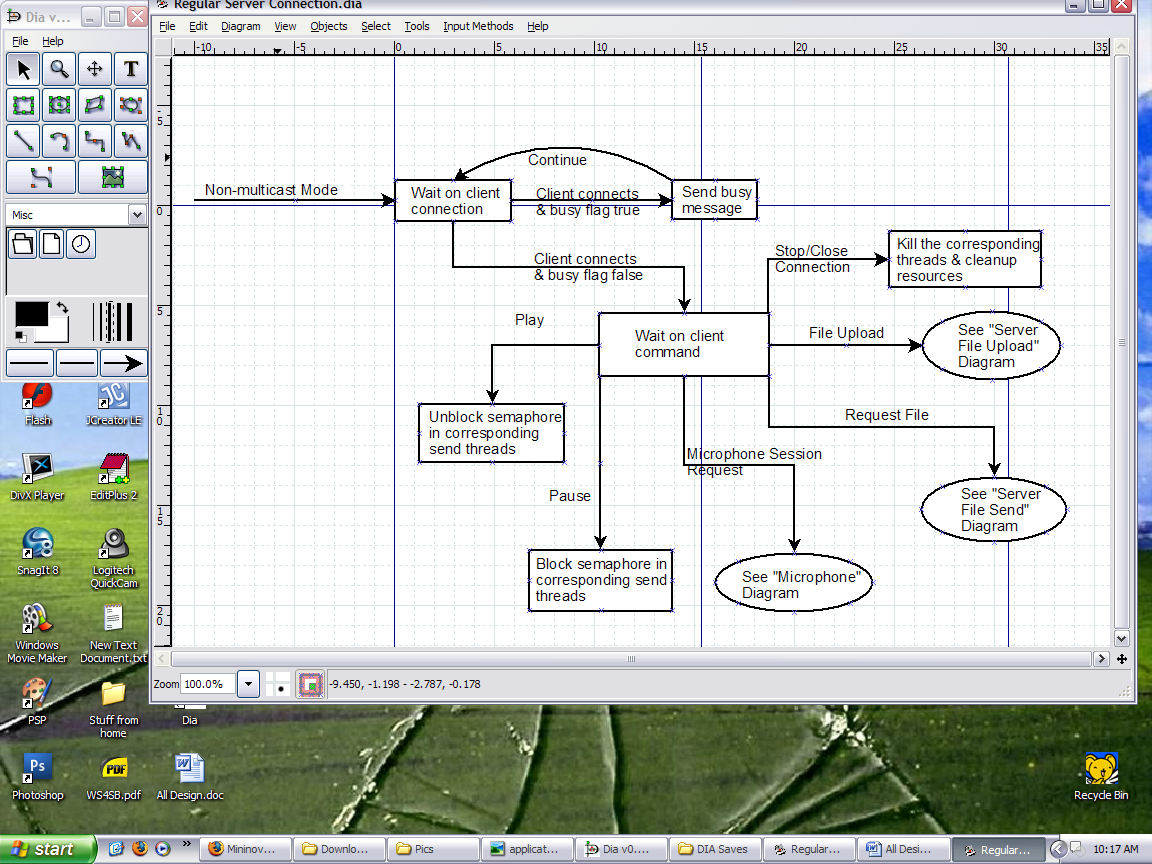 Dia v...
Regular Server Connection.dia
File Help
File Edit Diagram View Objects Select Tools Input Methods Help
-10 -5 0 5 10 15 20 25 30 35
T
Misc
5
0
5
10
15
20
Non-multicast Mode
Wait on client
connection
Continue
Client connects
& busy flag true
Send busy
message
Client connects
& busy flag false
Stop/Close
Connection
Kill the corresponding
threads & cleanup
resources
Play
Wait on client
command
File Upload
See "Server
File Upload"
Diagram
Unblock semaphore
in corresponding
send threads
Request File
Microphone Session
Request
Pause
See "Server
File Send"
Diagram
Block semaphore in
corresponding send
threads
See "Microphone"
Diagram
Zoom 100.0% -9.450, -1.198 - -2.787, -0.178
Flash
JCreator LE
DivX Player
EditPlus 2
SnagIt 8
Logitech
QuickCam
Windows
Movie Maker
New Text
Document.txt
PSP
Stuff from
home
Dia
Ps
Photoshop
PDF
WS4SB.pdf
All Design.doc
Recycle Bin
start
Mininov...
Downlo...
Pics
applicat...
Dia v0....
DIA Saves
Regular...
All Desi...
Regular...
10:17 AM